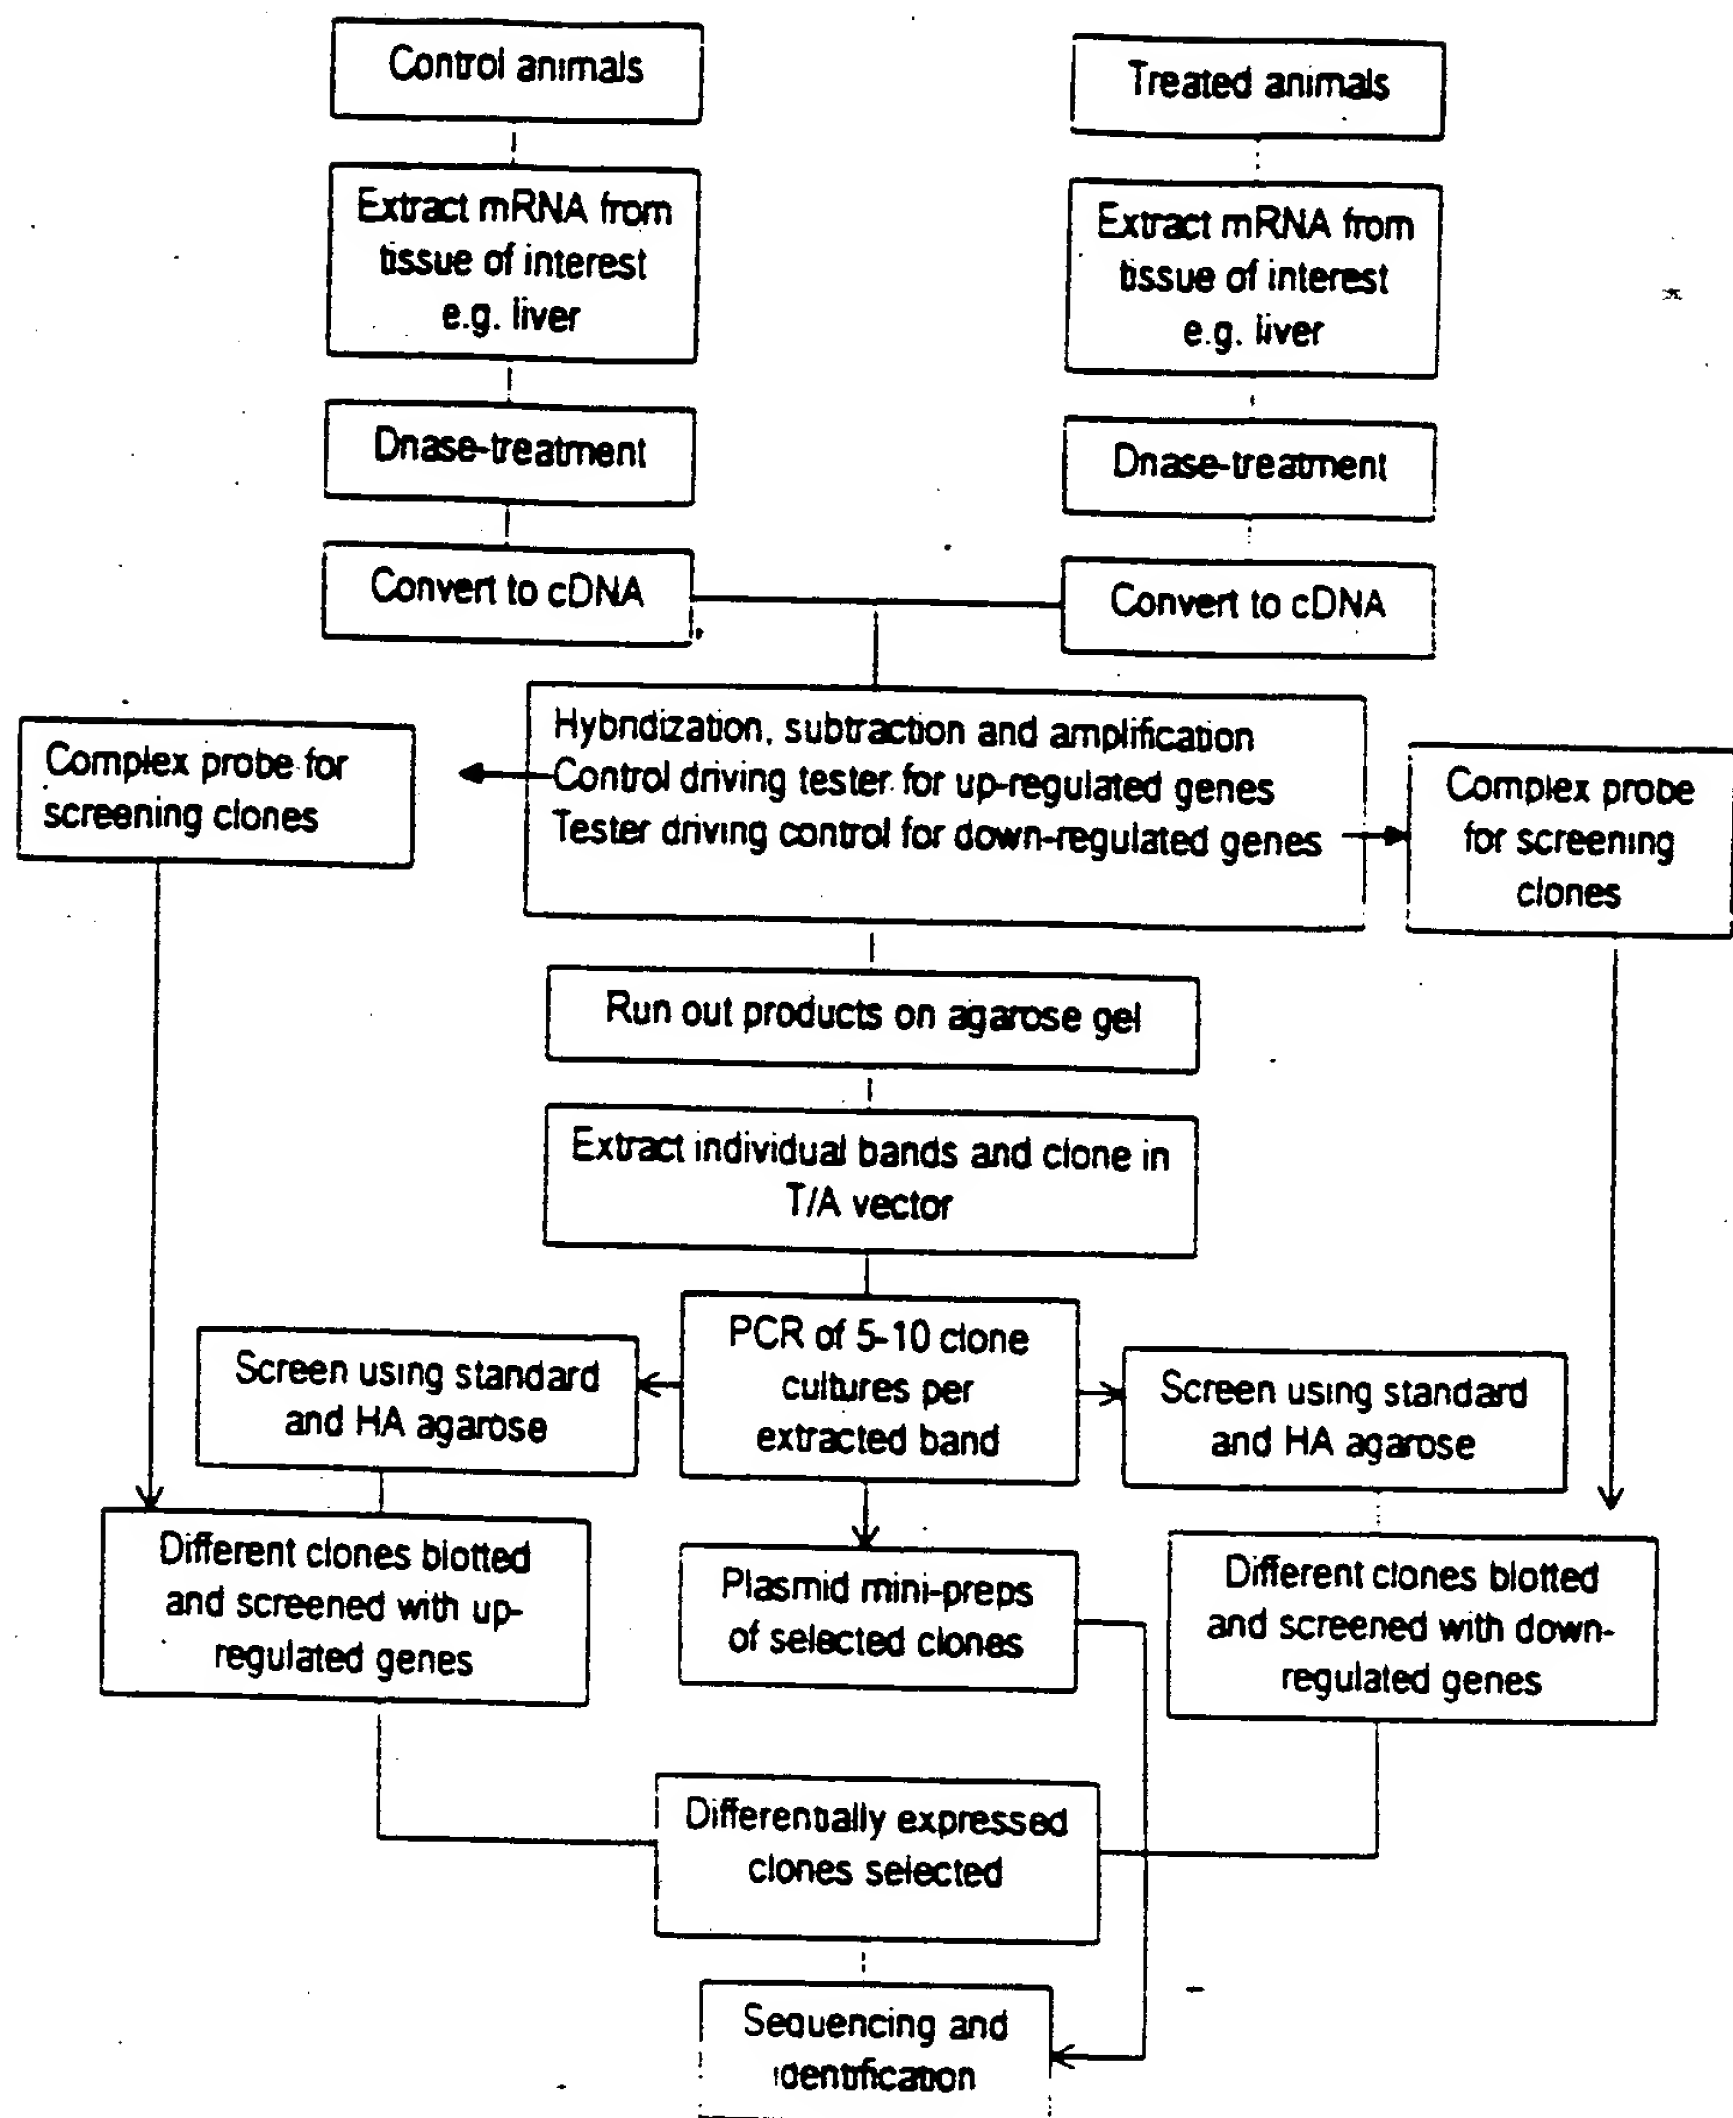 Control animals
Treated animals
Extract mRNA from
tissue of interest
e.g. liver
Extract mRNA from
tissue of interest
e.g. liver
Dnase-treatment
Dnase-treatment
Convert to cDNA
Convert to cDNA
Hybridization, subtraction and amplification
Control driving tester for up-regulated genes
Tester driving control for down-regulated genes
Complex probe for
screening clones
Complex probe
for screening
clones
Run out products on agarose gel
Extract individual bands and clone in
T/A vector
PCR of 5-10 clone
cultures per
extracted band
Screen using standard
and HA agarose
Screen using standard
and HA agarose
Different clones blotted
and screened with up-
regulated genes
Plasmid mini-preps
of selected clones
Different clones blotted
and screened with down-
regulated genes
Differentially expressed
clones selected
Sequencing and
identification